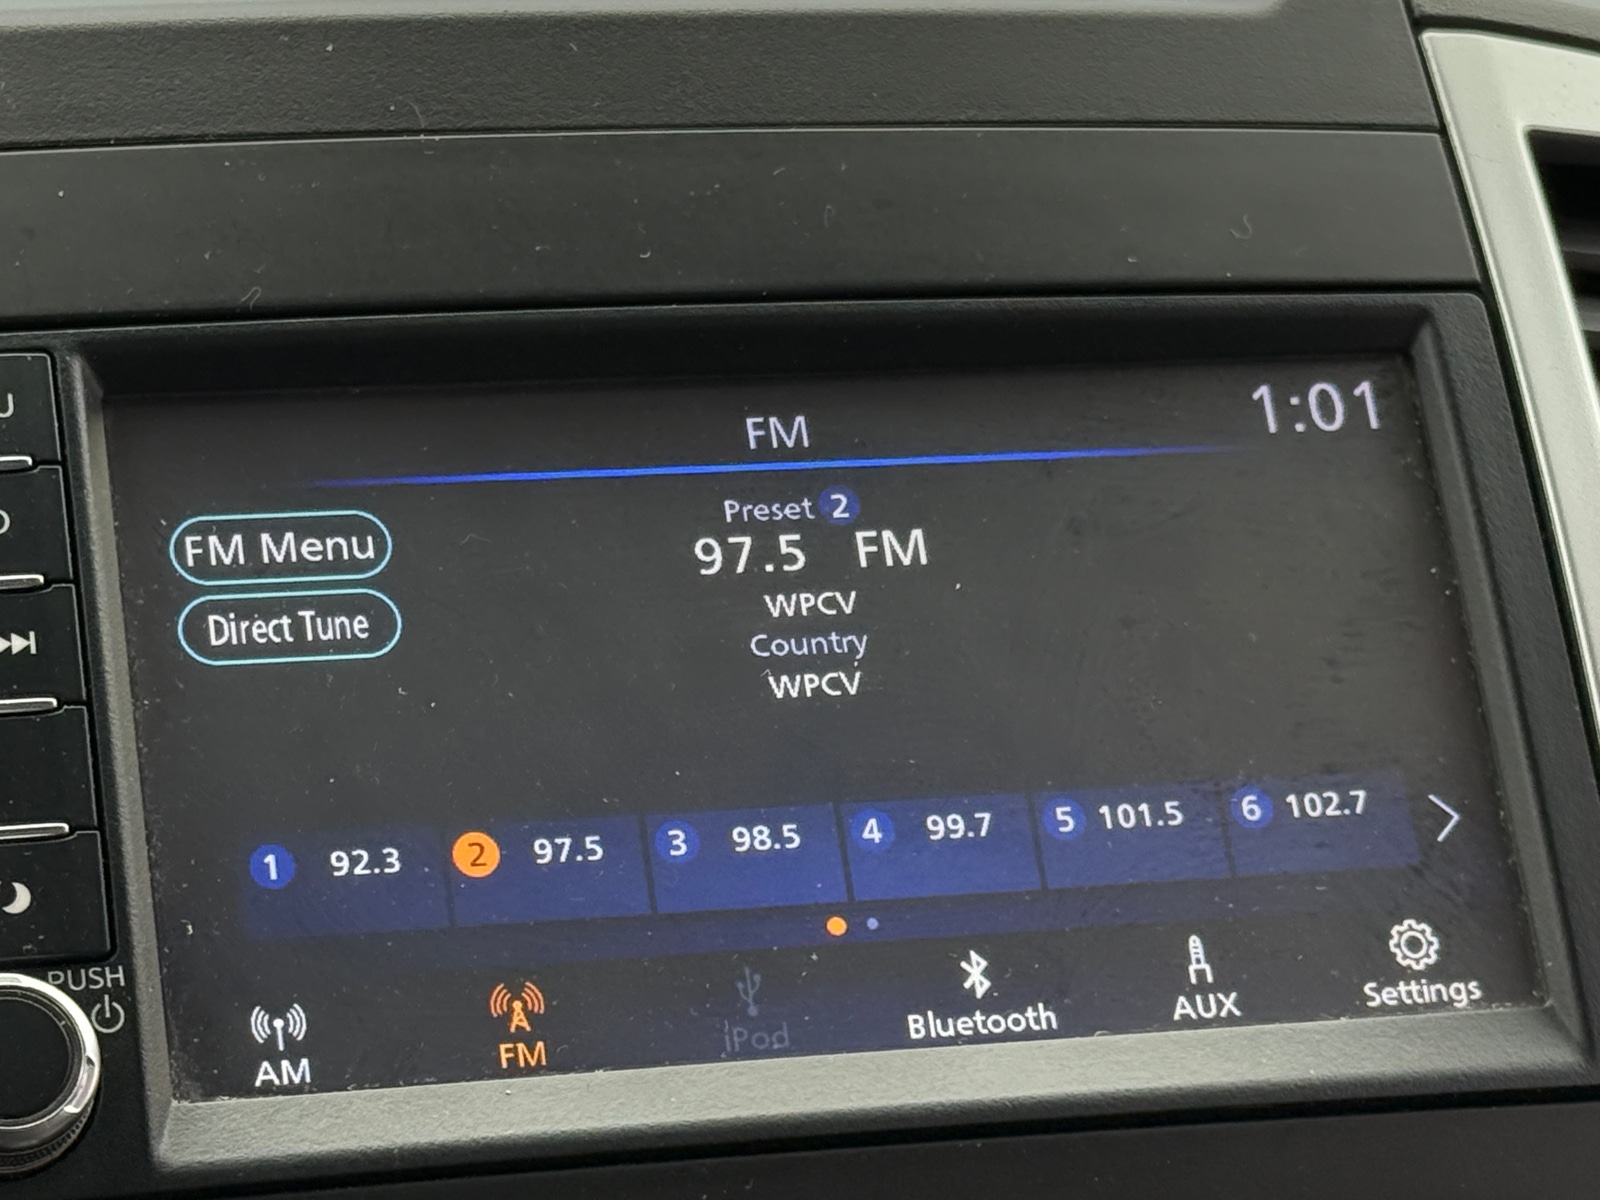 FM
1:01
Preset 2
97.5 FM
WPCV
Country
WPCV
FM Menu
Direct Tune
1 92.3
2 97.5
3 98.5
4 99.7
5 101.5
6 102.7
AM
FM
iPod
Bluetooth
AUX
Settings
PUSH